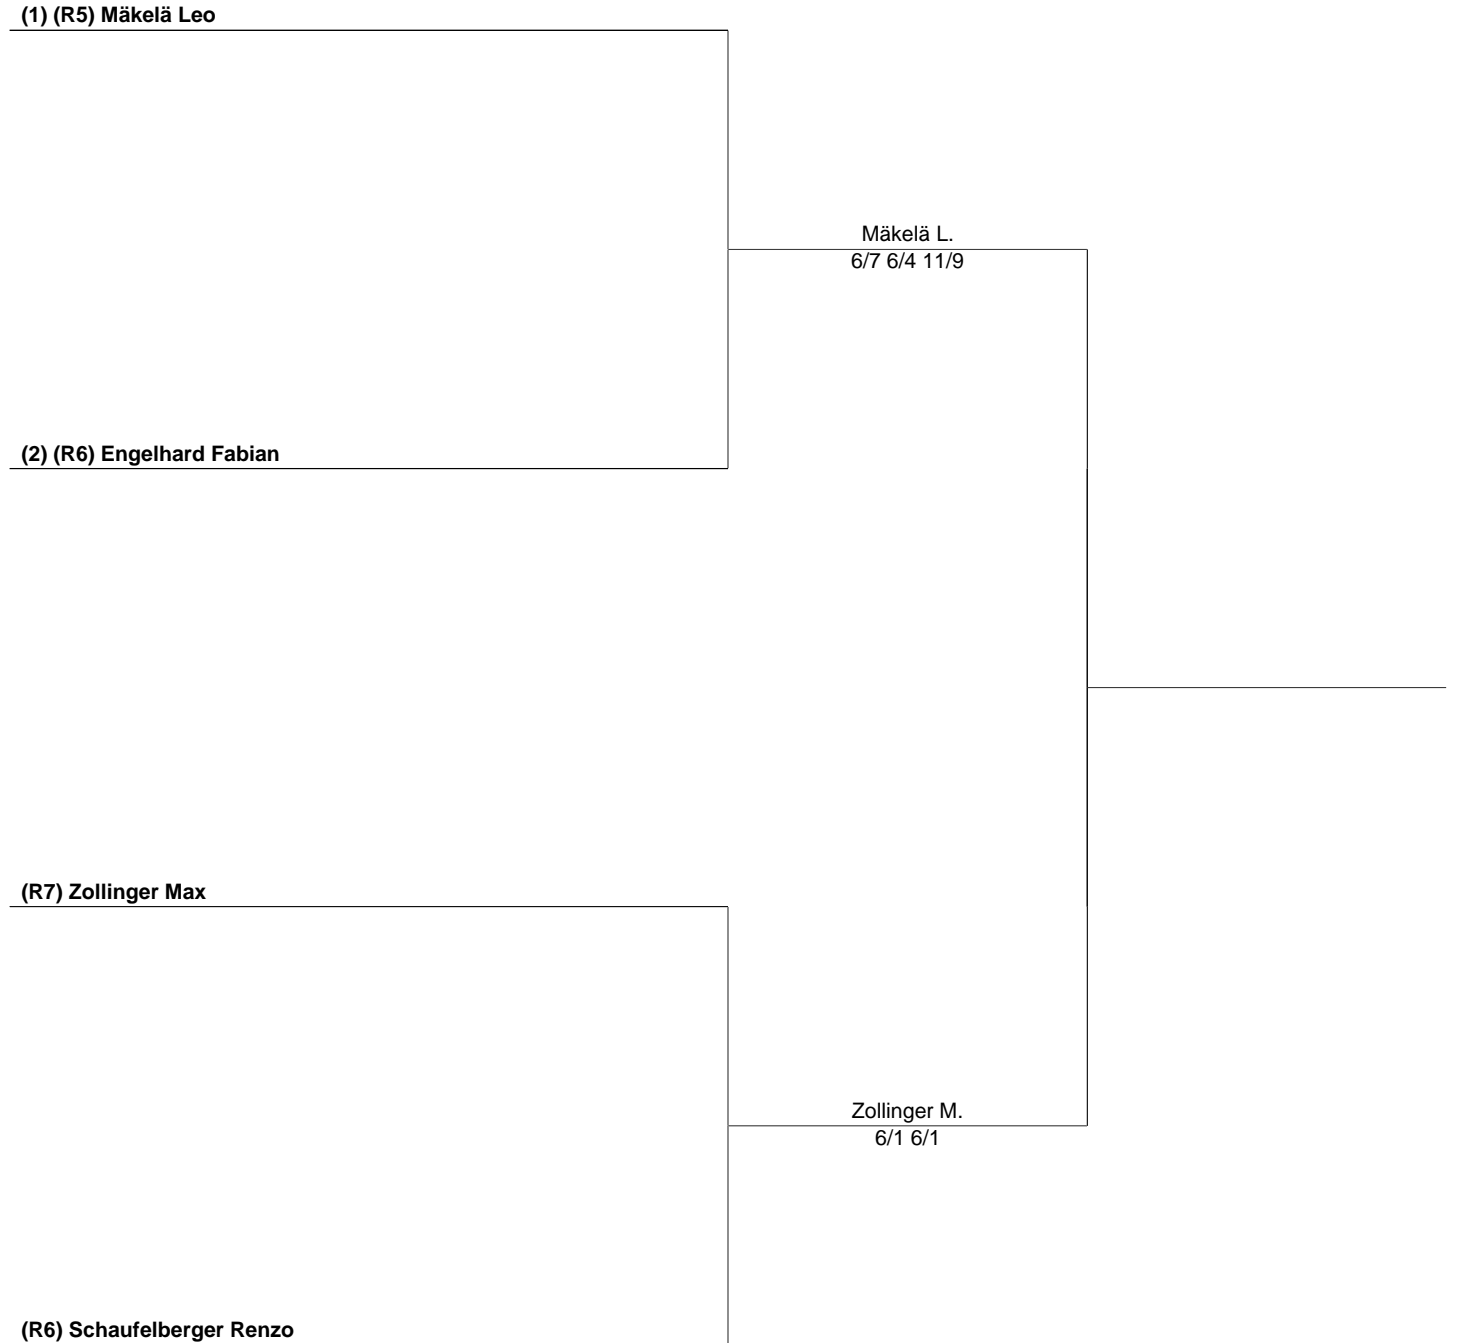 (1) (R5) Mäkelä Leo
Mäkelä L.
6/7 6/4 11/9
(2) (R6) Engelhard Fabian
(R7) Zollinger Max
Zollinger M.
6/1 6/1
(R6) Schaufelberger Renzo